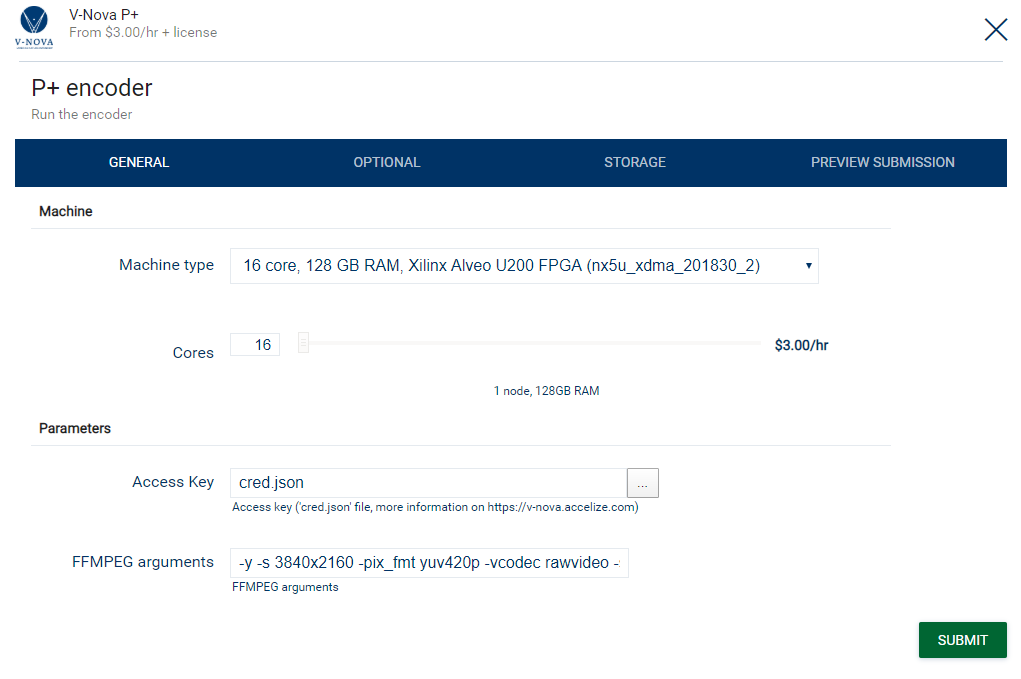 V-Nova P+
From $3.00/hr + license
V-NOVA
P+ encoder
Run the encoder
GENERAL OPTIONAL STORAGE PREVIEW SUBMISSION
Machine
Machine type 16 core, 128 GB RAM, Xilinx Alveo U200 FPGA (nx5u_xdma_201830_2)
Cores 16 $3.00/hr
1 node, 128GB RAM
Parameters
Access Key cred.json ...
Access key ('cred.json' file, more information on https://v-nova.accelize.com)
FFMPEG arguments -y -s 3840x2160 -pix_fmt yuv420p -vcodec rawvideo -
FFMPEG arguments
SUBMIT